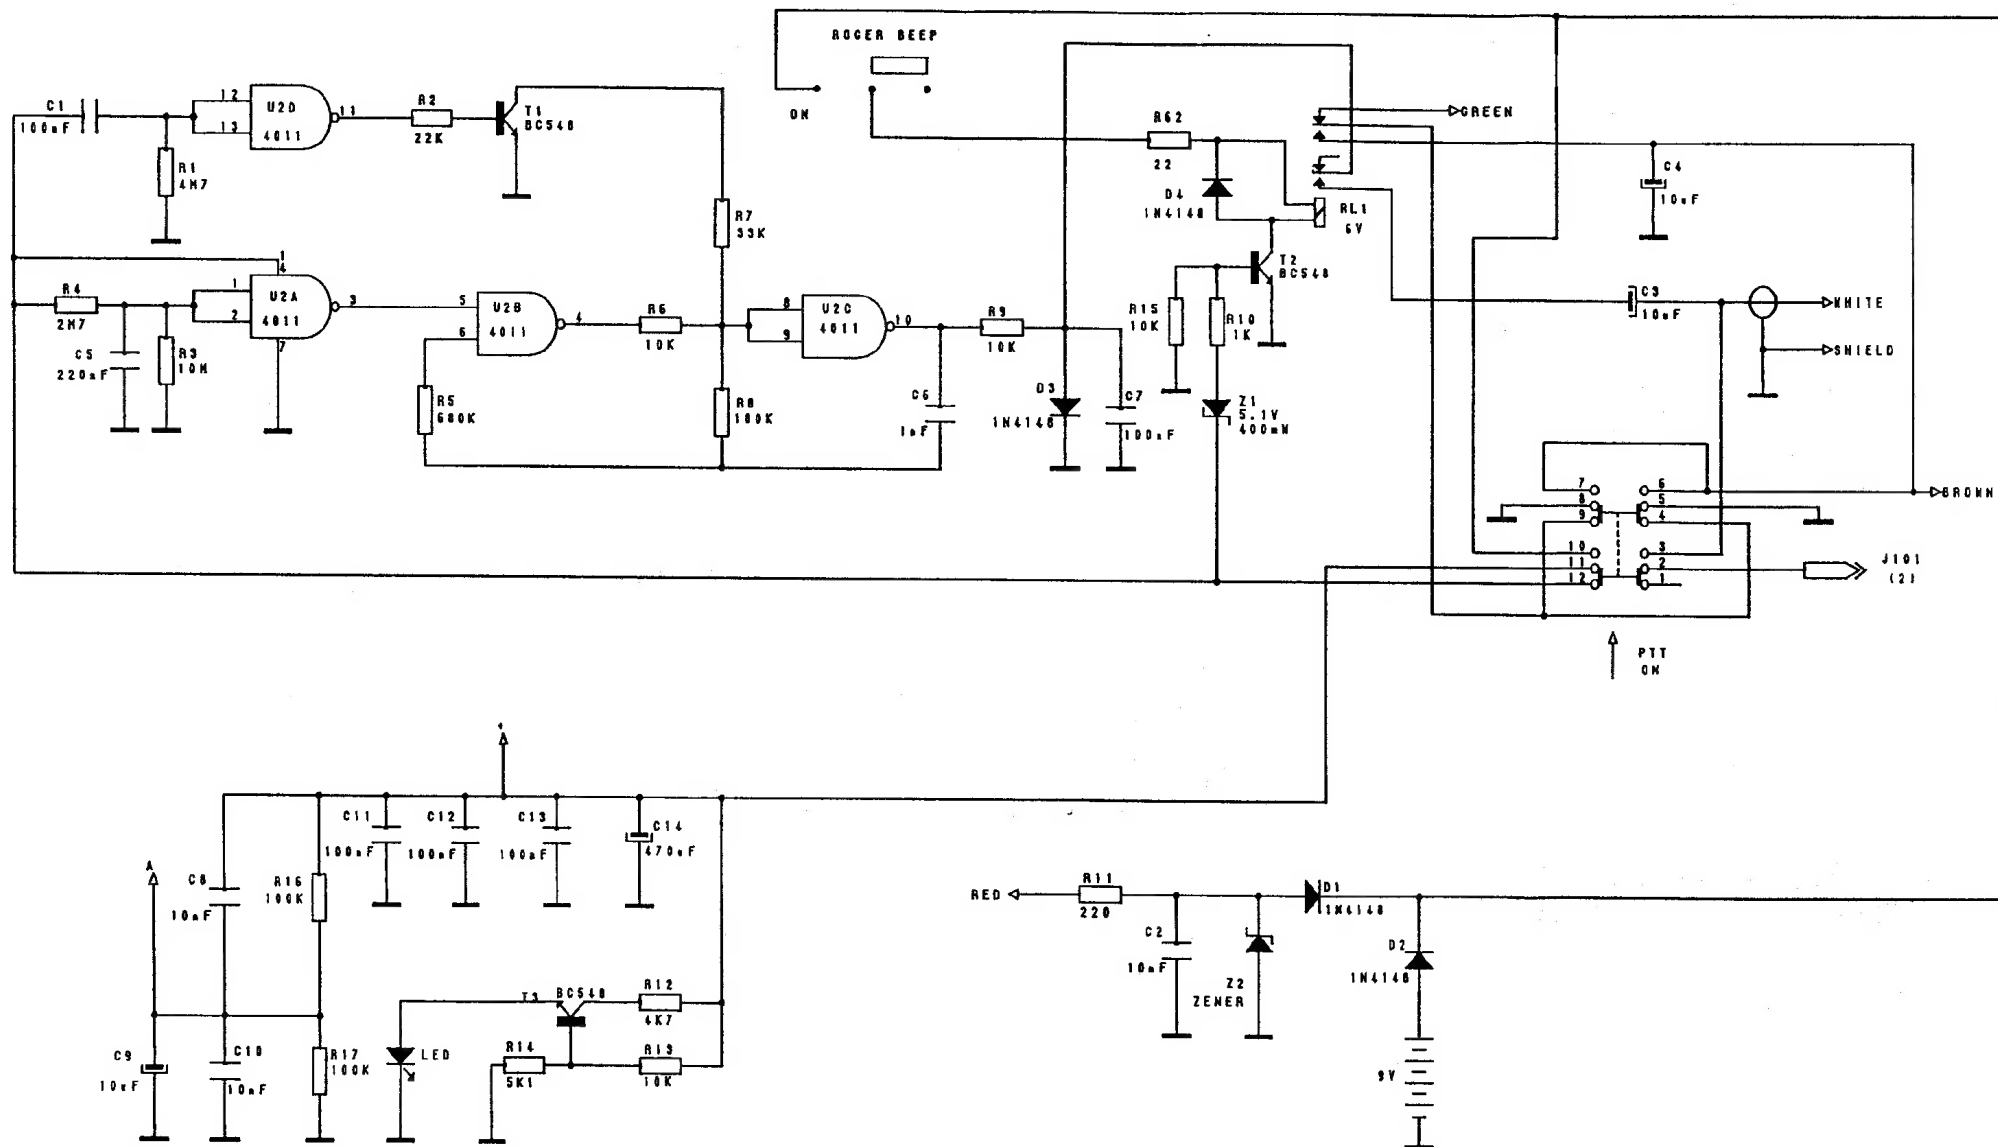 ROGER BEEP
ON
C1
100nF
12
13
U2D
4011
11
R2
22K
T1
BC548
R1
4M7
R7
33K
R62
22
D4
1N4148
GREEN
RL1
6V
C4
10uF
T2
BC548
R4
2M7
1
2
14
U2A
4011
3
7
C5
220nF
R3
10M
5
6
U2B
4011
4
R5
680K
R6
10K
R8
180K
8
9
U2C
4011
10
R9
10K
C6
1nF
D3
1N4148
C7
100nF
R15
10K
R10
1K
Z1
5.1V
400mW
C3
10uF
WHITE
SHIELD
7
8
9
10
11
12
6
5
4
3
2
1
BROWN
J101
(2)
PTT
ON
+
A
C8
10nF
R16
100K
C11
100nF
C12
100nF
C13
100nF
C14
470uF
C9
10uF
C10
10nF
R17
100K
LED
T3
BC548
R12
4K7
R14
5K1
R13
10K
RED
R11
220
C2
10nF
Z2
ZENER
D1
1N4148
D2
1N4148
9V